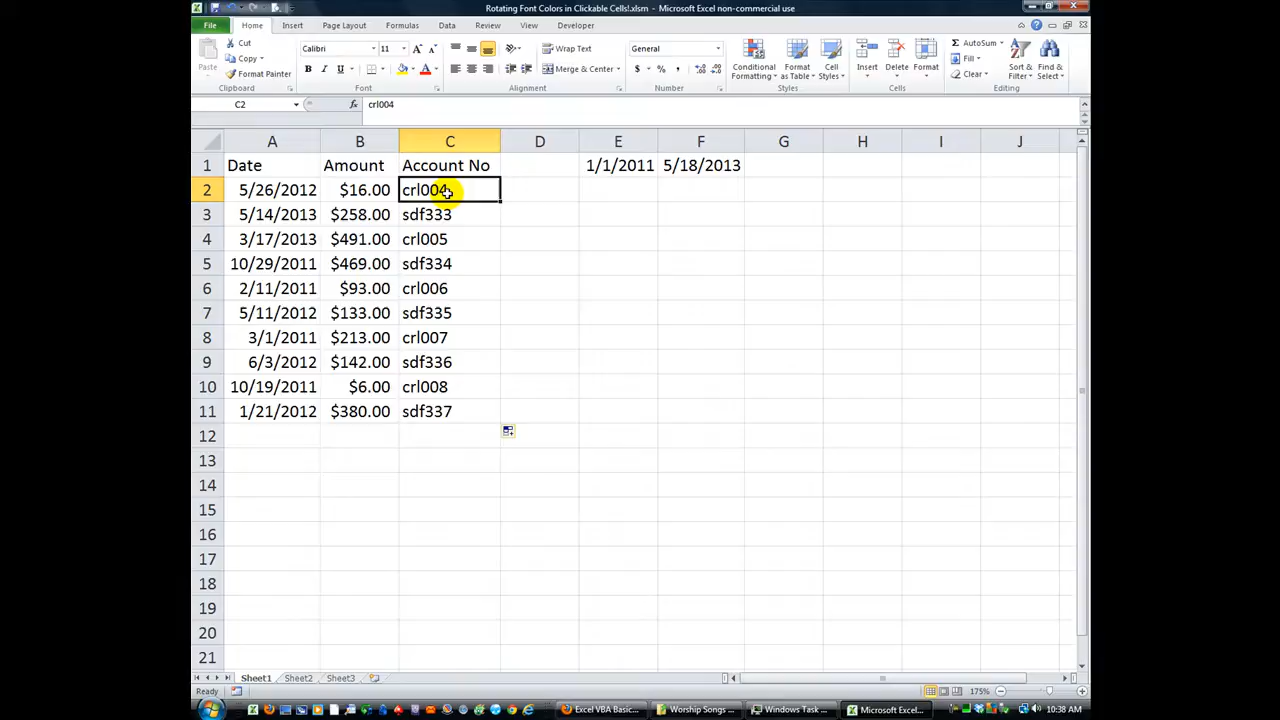 Rotating Font Colors in Clickable Cells!.xlsm - Microsoft Excel non-commercial use
File Home Insert Page Layout Formulas Data Review View Developer
Paste Cut Copy Format Painter Clipboard
Calibri 11 B I U A Font
Wrap Text Merge & Center Alignment
General $ % , Number
Conditional Formatting Format as Table Cell Styles Styles
Insert Delete Format Cells
AutoSum Fill Clear Sort & Filter Find & Select Editing
C2 fx crl004
A B C D E F G H I J
1 Date Amount Account No 1/1/2011 5/18/2013
2 5/26/2012 $16.00 crl004
3 5/14/2013 $258.00 sdf333
4 3/17/2013 $491.00 crl005
5 10/29/2011 $469.00 sdf334
6 2/11/2011 $93.00 crl006
7 5/11/2012 $133.00 sdf335
8 3/1/2011 $213.00 crl007
9 6/3/2012 $142.00 sdf336
10 10/19/2011 $6.00 crl008
11 1/21/2012 $380.00 sdf337
12
13
14
15
16
17
18
19
20
21
Sheet1 Sheet2 Sheet3
Ready 175%
Excel VBA Basic... Worship Songs ... Windows Task ... Microsoft Excel... 10:38 AM